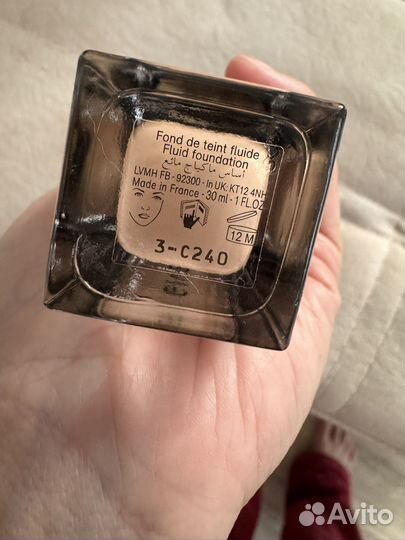 Fond de teint fluide
Fluid foundation
أساس ماكياج مائع
LVMH FB - 92300 - In UK: KT12 4NH
Made in France - 30 ml - 1 FL.OZ
12 M
3-C240
Avito